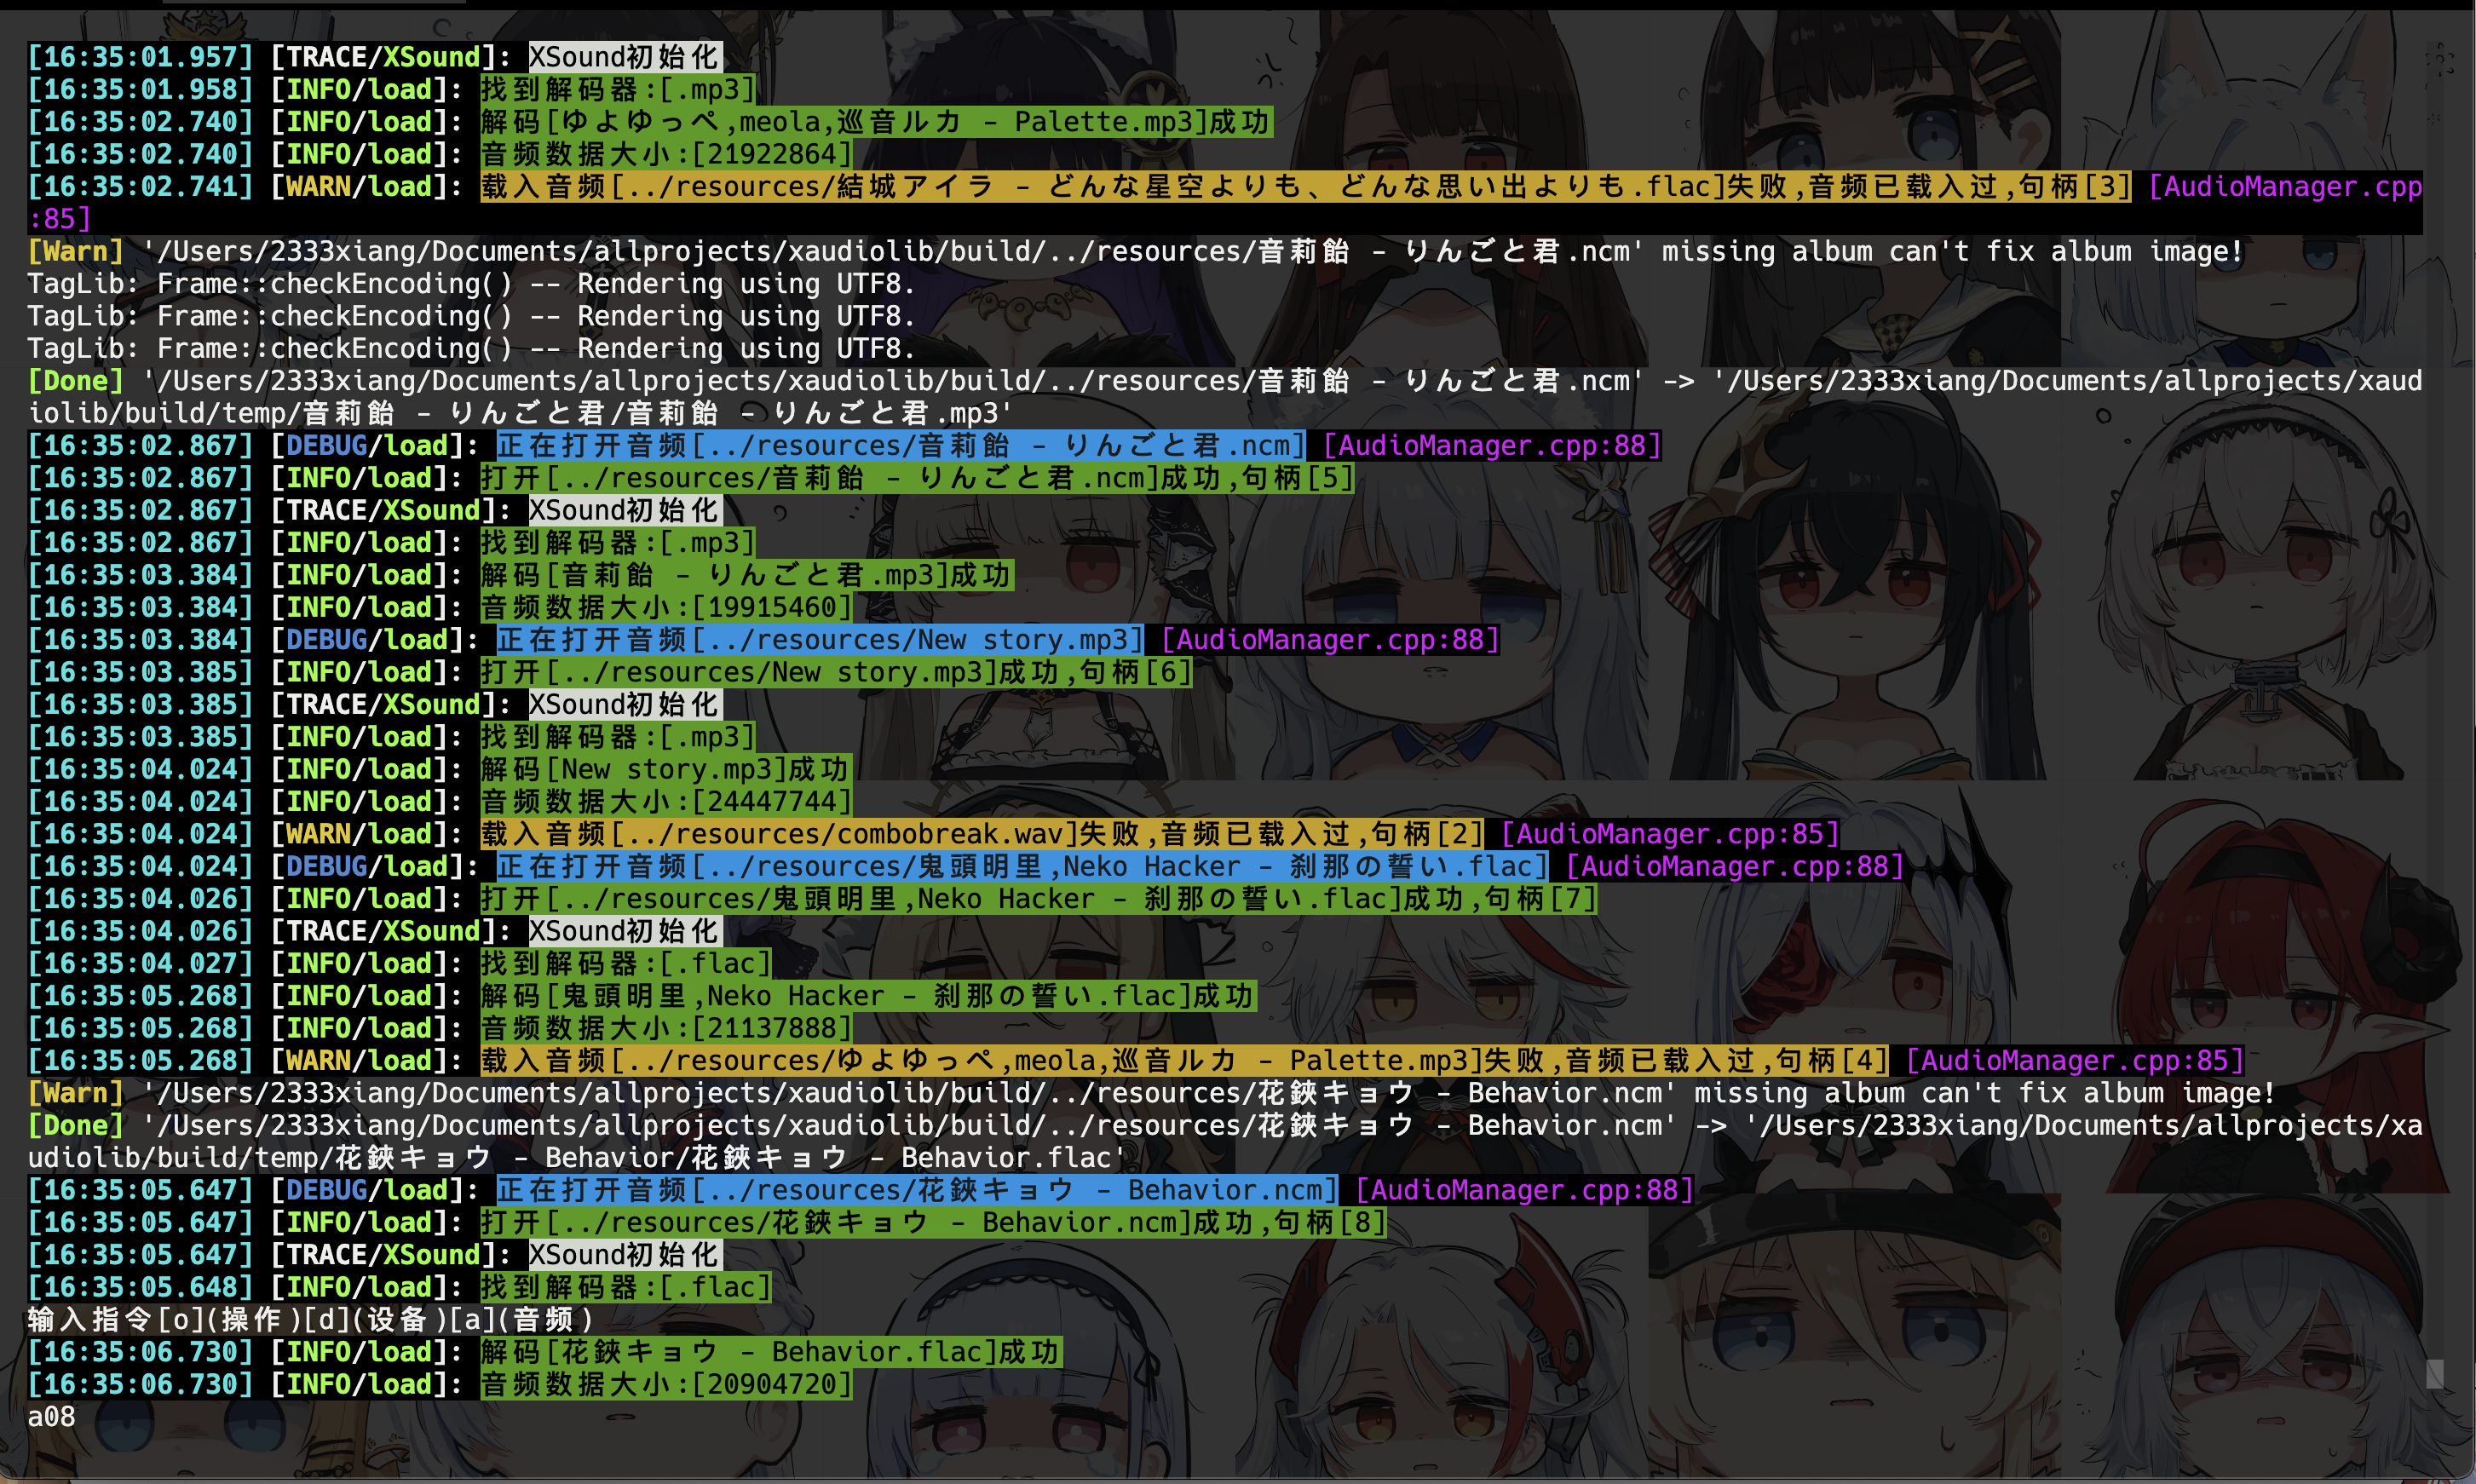 [16:35:01.957] [TRACE/XSound]: XSound初始化
[16:35:01.958] [INFO/load]: 找到解码器:[.mp3]
[16:35:02.740] [INFO/load]: 解码[ゆよゆっぺ,meola,巡音ルカ - Palette.mp3]成功
[16:35:02.740] [INFO/load]: 音频数据大小:[21922864]
[16:35:02.741] [WARN/load]: 载入音频[../resources/結城アイラ - どんな星空よりも、どんな思い出よりも.flac]失败,音频已载入过,句柄[3] [AudioManager.cpp
:85]
[Warn] '/Users/2333xiang/Documents/allprojects/xaudiolib/build/../resources/音莉飴 - りんごと君.ncm' missing album can't fix album image!
TagLib: Frame::checkEncoding() -- Rendering using UTF8.
TagLib: Frame::checkEncoding() -- Rendering using UTF8.
TagLib: Frame::checkEncoding() -- Rendering using UTF8.
[Done] '/Users/2333xiang/Documents/allprojects/xaudiolib/build/../resources/音莉飴 - りんごと君.ncm' -> '/Users/2333xiang/Documents/allprojects/xaud
iolib/build/temp/音莉飴 - りんごと君/音莉飴 - りんごと君.mp3'
[16:35:02.867] [DEBUG/load]: 正在打开音频[../resources/音莉飴 - りんごと君.ncm] [AudioManager.cpp:88]
[16:35:02.867] [INFO/load]: 打开[../resources/音莉飴 - りんごと君.ncm]成功,句柄[5]
[16:35:02.867] [TRACE/XSound]: XSound初始化
[16:35:02.867] [INFO/load]: 找到解码器:[.mp3]
[16:35:03.384] [INFO/load]: 解码[音莉飴 - りんごと君.mp3]成功
[16:35:03.384] [INFO/load]: 音频数据大小:[19915460]
[16:35:03.384] [DEBUG/load]: 正在打开音频[../resources/New story.mp3] [AudioManager.cpp:88]
[16:35:03.385] [INFO/load]: 打开[../resources/New story.mp3]成功,句柄[6]
[16:35:03.385] [TRACE/XSound]: XSound初始化
[16:35:03.385] [INFO/load]: 找到解码器:[.mp3]
[16:35:04.024] [INFO/load]: 解码[New story.mp3]成功
[16:35:04.024] [INFO/load]: 音频数据大小:[24447744]
[16:35:04.024] [WARN/load]: 载入音频[../resources/combobreak.wav]失败,音频已载入过,句柄[2] [AudioManager.cpp:85]
[16:35:04.024] [DEBUG/load]: 正在打开音频[../resources/鬼頭明里,Neko Hacker - 刹那の誓い.flac] [AudioManager.cpp:88]
[16:35:04.026] [INFO/load]: 打开[../resources/鬼頭明里,Neko Hacker - 刹那の誓い.flac]成功,句柄[7]
[16:35:04.026] [TRACE/XSound]: XSound初始化
[16:35:04.027] [INFO/load]: 找到解码器:[.flac]
[16:35:05.268] [INFO/load]: 解码[鬼頭明里,Neko Hacker - 刹那の誓い.flac]成功
[16:35:05.268] [INFO/load]: 音频数据大小:[21137888]
[16:35:05.268] [WARN/load]: 载入音频[../resources/ゆよゆっぺ,meola,巡音ルカ - Palette.mp3]失败,音频已载入过,句柄[4] [AudioManager.cpp:85]
[Warn] '/Users/2333xiang/Documents/allprojects/xaudiolib/build/../resources/花鋏キョウ - Behavior.ncm' missing album can't fix album image!
[Done] '/Users/2333xiang/Documents/allprojects/xaudiolib/build/../resources/花鋏キョウ - Behavior.ncm' -> '/Users/2333xiang/Documents/allprojects/xa
udiolib/build/temp/花鋏キョウ - Behavior/花鋏キョウ - Behavior.flac'
[16:35:05.647] [DEBUG/load]: 正在打开音频[../resources/花鋏キョウ - Behavior.ncm] [AudioManager.cpp:88]
[16:35:05.647] [INFO/load]: 打开[../resources/花鋏キョウ - Behavior.ncm]成功,句柄[8]
[16:35:05.647] [TRACE/XSound]: XSound初始化
[16:35:05.648] [INFO/load]: 找到解码器:[.flac]
输入指令[o](操作)[d](设备)[a](音频)
[16:35:06.730] [INFO/load]: 解码[花鋏キョウ - Behavior.flac]成功
[16:35:06.730] [INFO/load]: 音频数据大小:[20904720]
a08